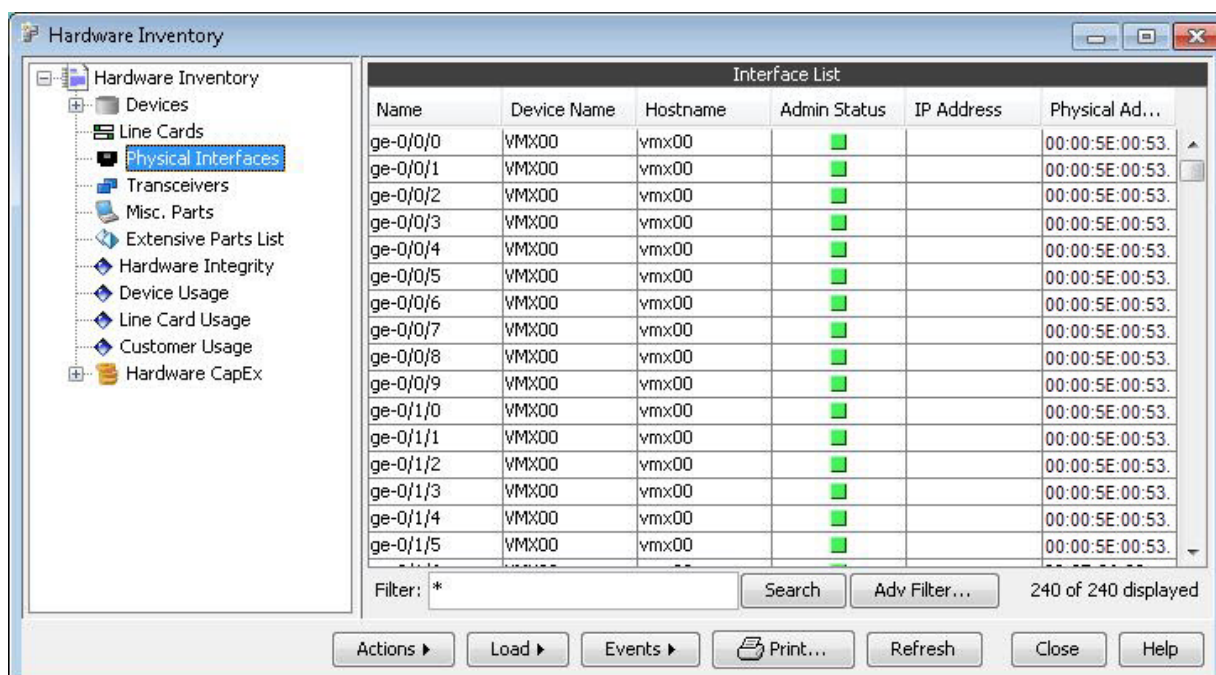 Hardware Inventory
Hardware Inventory
Devices
Line Cards
Physical Interfaces
Transceivers
Misc. Parts
Extensive Parts List
Hardware Integrity
Device Usage
Line Card Usage
Customer Usage
Hardware CapEx
Interface List
Name Device Name Hostname Admin Status IP Address Physical Ad...
ge-0/0/0 VMX00 vmx00 00:00:5E:00:53.
ge-0/0/1 VMX00 vmx00 00:00:5E:00:53.
ge-0/0/2 VMX00 vmx00 00:00:5E:00:53.
ge-0/0/3 VMX00 vmx00 00:00:5E:00:53.
ge-0/0/4 VMX00 vmx00 00:00:5E:00:53.
ge-0/0/5 VMX00 vmx00 00:00:5E:00:53.
ge-0/0/6 VMX00 vmx00 00:00:5E:00:53.
ge-0/0/7 VMX00 vmx00 00:00:5E:00:53.
ge-0/0/8 VMX00 vmx00 00:00:5E:00:53.
ge-0/0/9 VMX00 vmx00 00:00:5E:00:53.
ge-0/1/0 VMX00 vmx00 00:00:5E:00:53.
ge-0/1/1 VMX00 vmx00 00:00:5E:00:53.
ge-0/1/2 VMX00 vmx00 00:00:5E:00:53.
ge-0/1/3 VMX00 vmx00 00:00:5E:00:53.
ge-0/1/4 VMX00 vmx00 00:00:5E:00:53.
ge-0/1/5 VMX00 vmx00 00:00:5E:00:53.
Filter: * Search Adv Filter... 240 of 240 displayed
Actions Load Events Print... Refresh Close Help